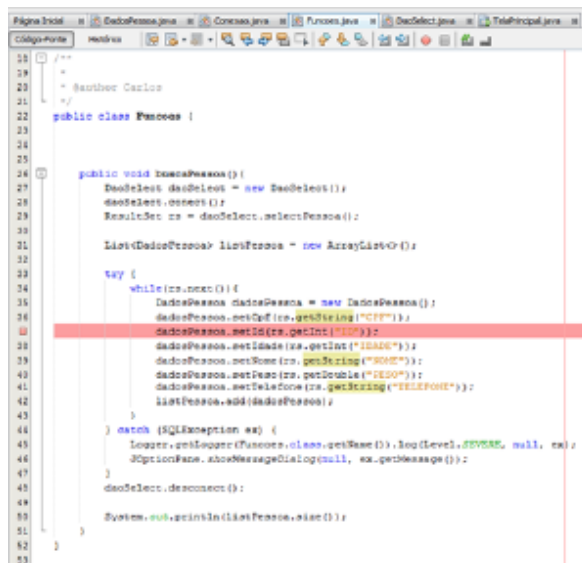 Página Inicial DadosPessoa.java Conexao.java Funcoes.java DaoSelect.java TelaPrincipal.java
Código-Fonte Histórico
18 /**
19 *
20 * @author Carlos
21 */
22 public class Funcoes {
23
24
25
26 public void buscaPessoa(){
27 DaoSelect daoSelect = new DaoSelect();
28 daoSelect.conect();
29 ResultSet rs = daoSelect.selectPessoa();
30
31 List<DadosPessoa> listPessoa = new ArrayList<>();
32
33 try {
34 while(rs.next()){
35 DadosPessoa dadosPessoa = new DadosPessoa();
36 dadosPessoa.setCpf(rs.getString("CPF"));
dadosPessoa.setId(rs.getInt("ID"));
38 dadosPessoa.setIdade(rs.getInt("IDADE"));
39 dadosPessoa.setNome(rs.getString("NOME"));
40 dadosPessoa.setPeso(rs.getDouble("PESO"));
41 dadosPessoa.setTelefone(rs.getString("TELEFONE"));
42 listPessoa.add(dadosPessoa);
43 }
44 } catch (SQLException ex) {
45 Logger.getLogger(Funcoes.class.getName()).log(Level.SEVERE, null, ex);
46 JOptionPane.showMessageDialog(null, ex.getMessage());
47 }
48 daoSelect.desconect();
49
50 System.out.println(listPessoa.size());
51 }
52 }
53